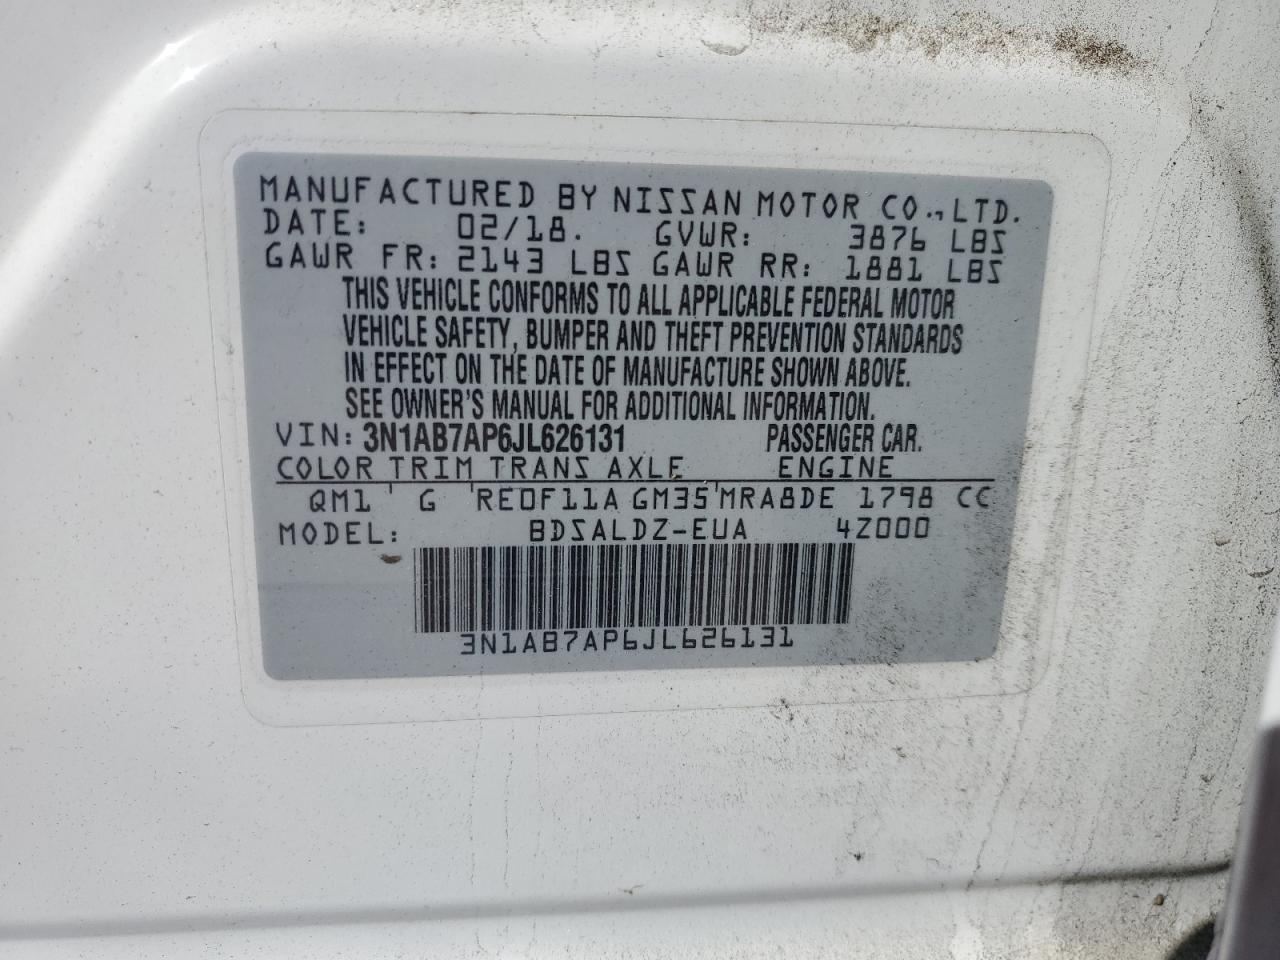 MANUFACTURED BY NISSAN MOTOR CO., LTD.
DATE: 02/18. GVWR: 3876 LBS
GAWR FR: 2143 LBS GAWR RR: 1881 LBS
THIS VEHICLE CONFORMS TO ALL APPLICABLE FEDERAL MOTOR
VEHICLE SAFETY, BUMPER AND THEFT PREVENTION STANDARDS
IN EFFECT ON THE DATE OF MANUFACTURE SHOWN ABOVE.
SEE OWNER'S MANUAL FOR ADDITIONAL INFORMATION.
VIN: 3N1AB7AP6JL626131 PASSENGER CAR.
COLOR TRIM TRANS AXLE ENGINE
QM1 G RE0F11A GM35 MRA8DE 1798 CC
MODEL: BDSALDZ-EUA 4Z000
3N1AB7AP6JL626131